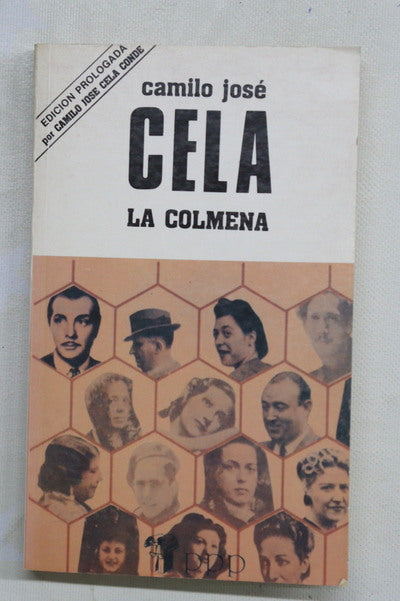 EDICION PROLOGADA
por CAMILO JOSE CELA CONDE
camilo josé
CELA
LA COLMENA
ppp